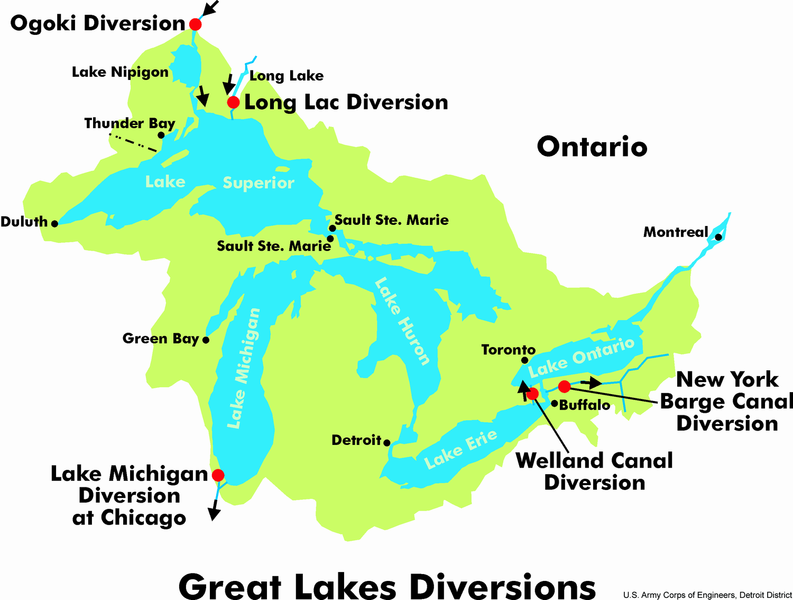 Ogoki Diversion
Lake Nipigon
Long Lake
Long Lac Diversion
Thunder Bay
Ontario
Lake Superior
Duluth
Sault Ste. Marie
Sault Ste. Marie
Montreal
Lake Huron
Green Bay
Lake Michigan
Toronto
Lake Ontario
New York
Barge Canal
Diversion
Buffalo
Detroit
Lake Erie
Welland Canal
Diversion
Lake Michigan
Diversion
at Chicago
Great Lakes Diversions
U.S. Army Corps of Engineers, Detroit District